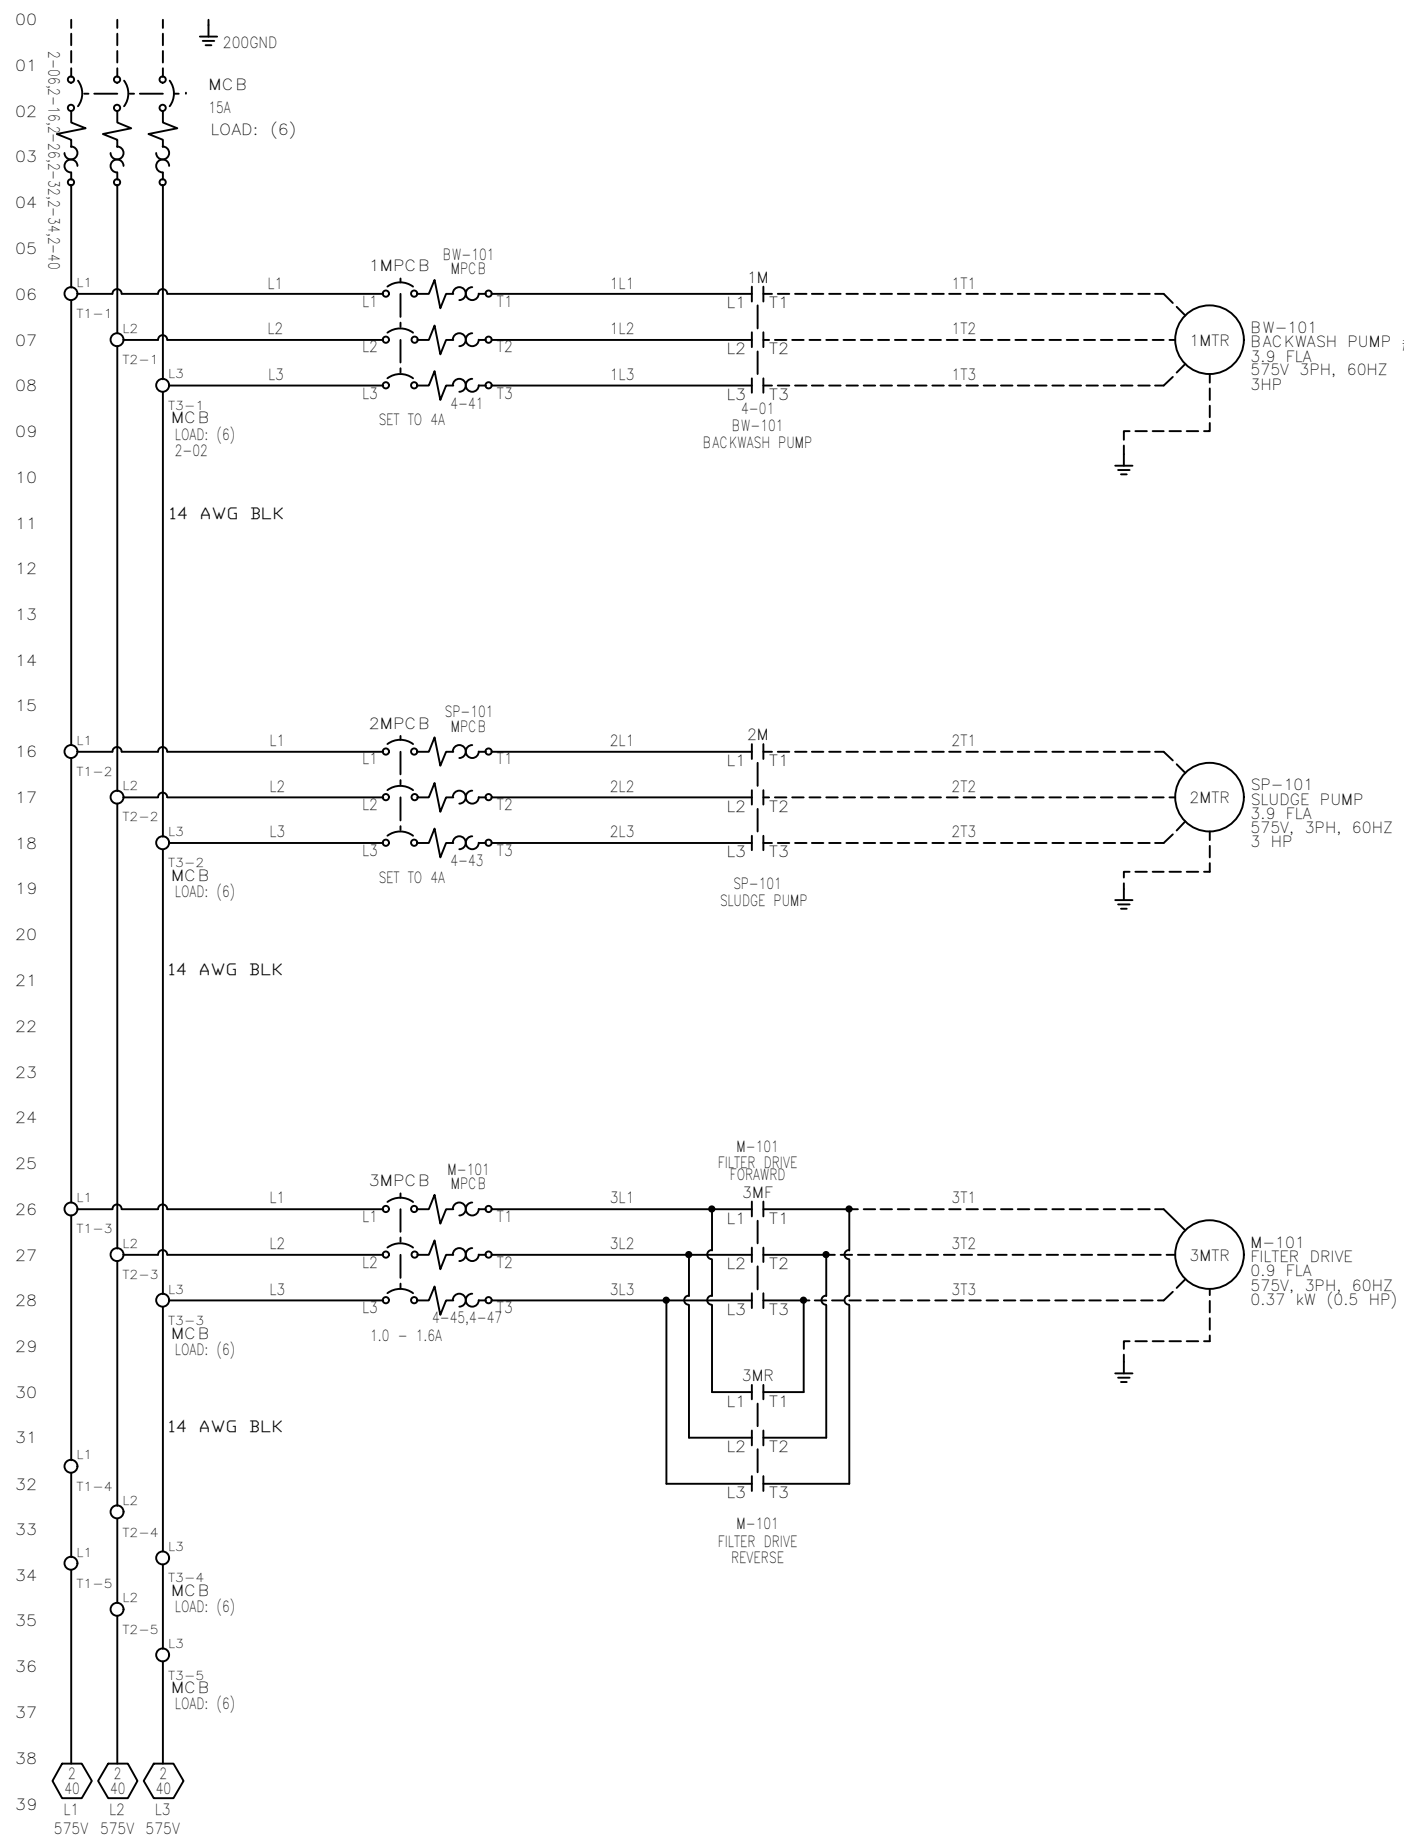 00
200GND
01
2-06,2-16,2-26,2-32,2-34,2-40
MCB
15A
02
LOAD: (6)
03
04
05
1MPCB
BW-101
MPCB
06
L1
T1-1
L1
L1
T1
1L1
1M
L1
T1
1T1
07
L2
T2-1
L2
L2
T2
1L2
L2
T2
1T2
1MTR
BW-101
BACKWASH PUMP
3.9 FLA
575V 3PH, 60HZ
3HP
08
L3
T3-1
L3
L3
T3
4-41
1L3
L3
T3
1T3
MCB
LOAD: (6)
2-02
SET TO 4A
4-01
BW-101
BACKWASH PUMP
09
10
14 AWG BLK
11
12
13
14
15
2MPCB
SP-101
MPCB
16
L1
T1-2
L1
L1
T1
2L1
2M
L1
T1
2T1
17
L2
T2-2
L2
L2
T2
2L2
L2
T2
2T2
2MTR
SP-101
SLUDGE PUMP
3.9 FLA
575V, 3PH, 60HZ
3 HP
18
L3
T3-2
L3
L3
T3
4-43
2L3
L3
T3
2T3
MCB
LOAD: (6)
SET TO 4A
SP-101
SLUDGE PUMP
19
20
14 AWG BLK
21
22
23
24
25
3MPCB
M-101
MPCB
M-101
FILTER DRIVE
FORAWRD
26
L1
T1-3
L1
L1
T1
3L1
3MF
L1
T1
3T1
27
L2
T2-3
L2
L2
T2
3L2
L2
T2
3T2
3MTR
M-101
FILTER DRIVE
0.9 FLA
575V, 3PH, 60HZ
0.37 kW (0.5 HP)
28
L3
T3-3
L3
L3
T3
4-45,4-47
3L3
L3
T3
3T3
MCB
LOAD: (6)
1.0 - 1.6A
29
30
3MR
L1
T1
14 AWG BLK
31
L2
T2
L1
T1-4
32
L3
T3
L2
T2-4
33
M-101
FILTER DRIVE
REVERSE
L3
T3-4
MCB
LOAD: (6)
L1
T1-5
34
L2
T2-5
35
L3
T3-5
MCB
LOAD: (6)
36
37
38
2
40
2
40
2
40
39
L1
575V
L2
575V
L3
575V